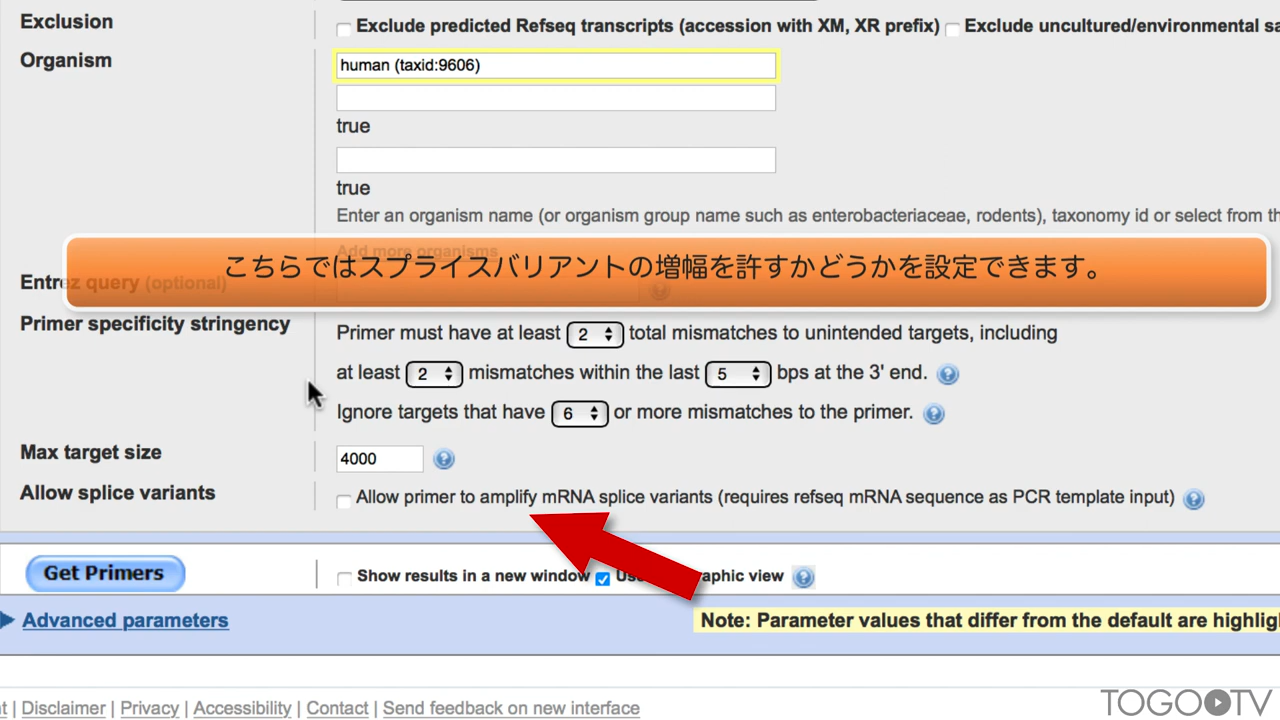 Exclusion
Exclude predicted Refseq transcripts (accession with XM, XR prefix) Exclude uncultured/environmental sa
Organism
human (taxid:9606)
true
true
Enter an organism name (or organism group name such as enterobacteriaceae, rodents), taxonomy id or select from th
Add more organisms
こちらではスプライスバリアントの増幅を許すかどうかを設定できます。
Entrez query (optional)
Primer specificity stringency
Primer must have at least 2 total mismatches to unintended targets, including
at least 2 mismatches within the last 5 bps at the 3' end.
Ignore targets that have 6 or more mismatches to the primer.
Max target size
4000
Allow splice variants
Allow primer to amplify mRNA splice variants (requires refseq mRNA sequence as PCR template input)
Get Primers
Show results in a new window Use graphic view
Advanced parameters
Note: Parameter values that differ from the default are highlig
t | Disclaimer | Privacy | Accessibility | Contact | Send feedback on new interface
TOGO TV